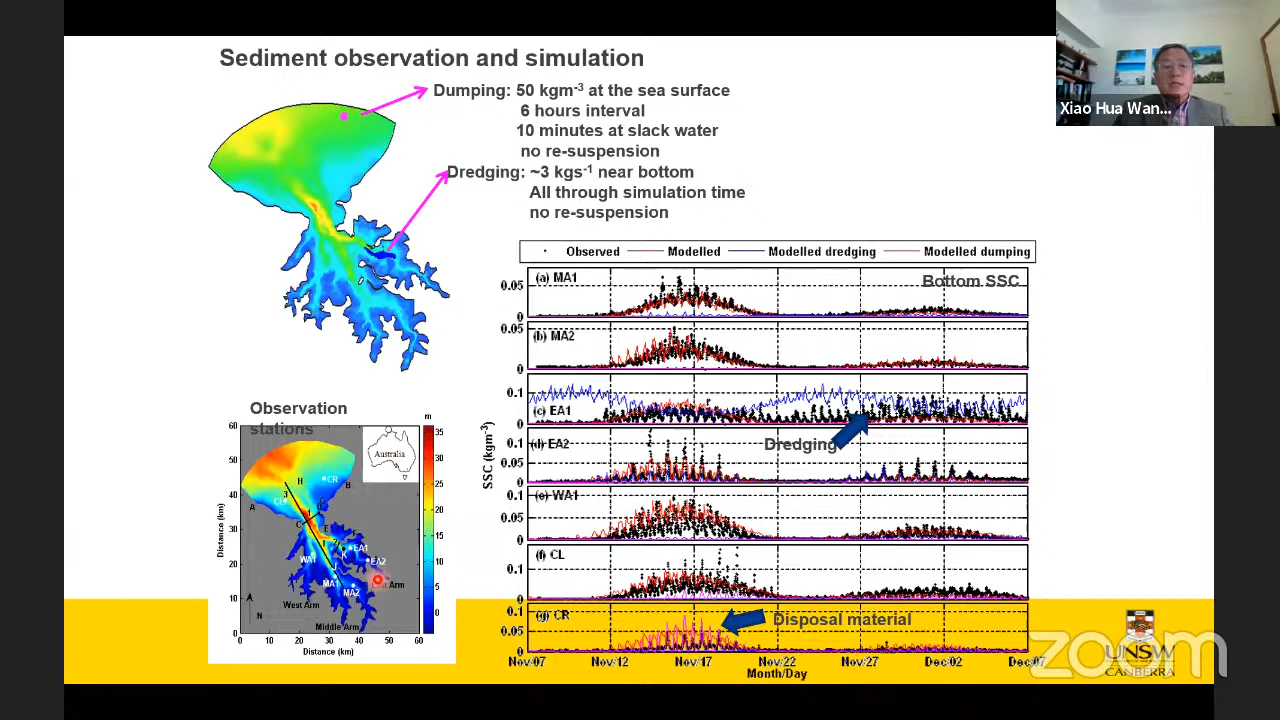 Sediment observation and simulation
Dumping: 50 kgm-3 at the sea surface
6 hours interval
10 minutes at slack water
no re-suspension
Dredging: ~3 kgs-1 near bottom
All through simulation time
no re-suspension
Xiao Hua Wan...
Observed Modelled Modelled dredging Modelled dumping
(a) MA1
Bottom SSC
0.05
0
(b) MA2
0.05
0
(c) EA1
0.1
0
Dredging
(d) EA2
0.1
0.05
0
(e) WA1
0.1
0.05
0
(f) CL
0.1
0
(g) CR
0.1
0.05
0
Disposal material
SSC (kgm-3)
Nov/07 Nov/12 Nov/17 Nov/22 Nov/27 Dec/02 Dec/07
Month/Day
Observation
stations
m
35
30
25
20
15
10
5
0
Australia
60
50
40
30
20
10
0
Distance (km)
H
CR
B
3
CL
A
C
E
EA1
K
WA1
EA2
MA1
MA2
East Arm
West Arm
Middle Arm
N
0 10 20 30 40 50 60
Distance (km)
zoom
UNSW
CANBERRA